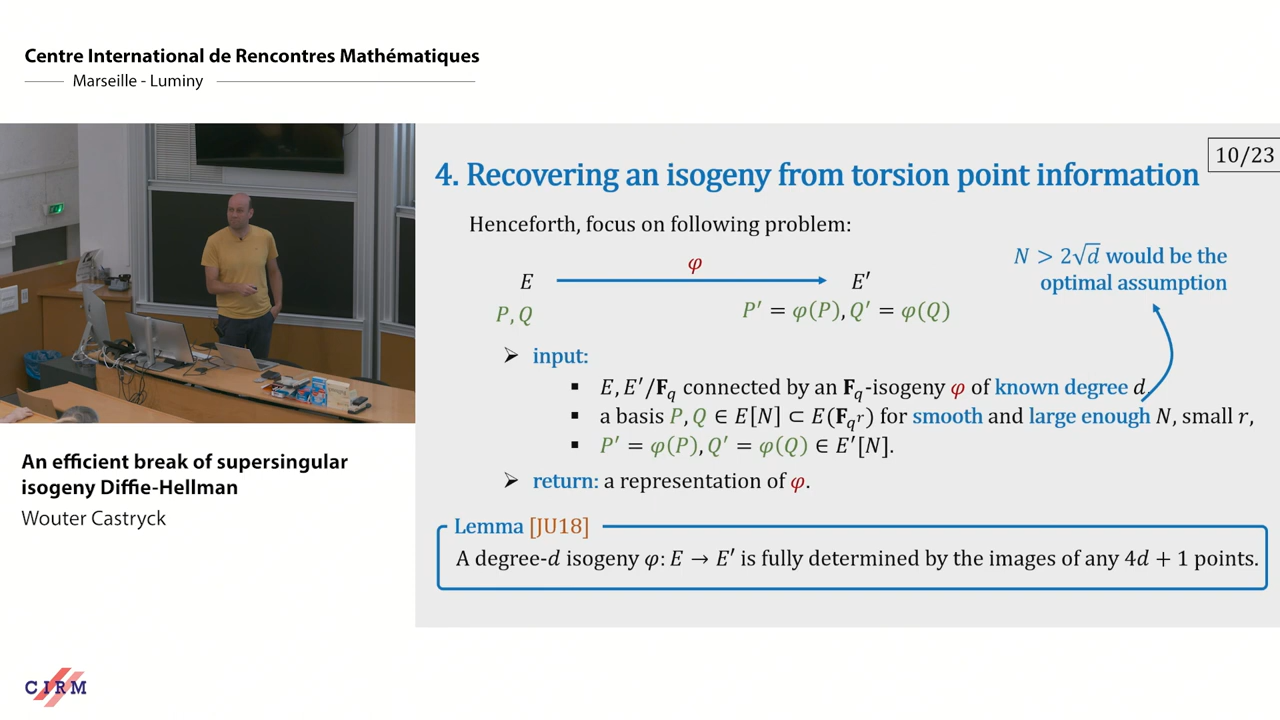 Centre International de Rencontres Mathématiques
Marseille - Luminy
10/23
4. Recovering an isogeny from torsion point information
Henceforth, focus on following problem:
N > 2√d would be the
optimal assumption
φ
E
E′
P, Q
P′ = φ(P), Q′ = φ(Q)
➢ input:
▪ E, E′/F_q connected by an F_q-isogeny φ of known degree d,
▪ a basis P, Q ∈ E[N] ⊂ E(F_{q^r}) for smooth and large enough N, small r,
▪ P′ = φ(P), Q′ = φ(Q) ∈ E′[N].
➢ return: a representation of φ.
Lemma [JU18]
A degree-d isogeny φ: E → E′ is fully determined by the images of any 4d + 1 points.
An efficient break of supersingular
isogeny Diffie-Hellman
Wouter Castryck
CIRM